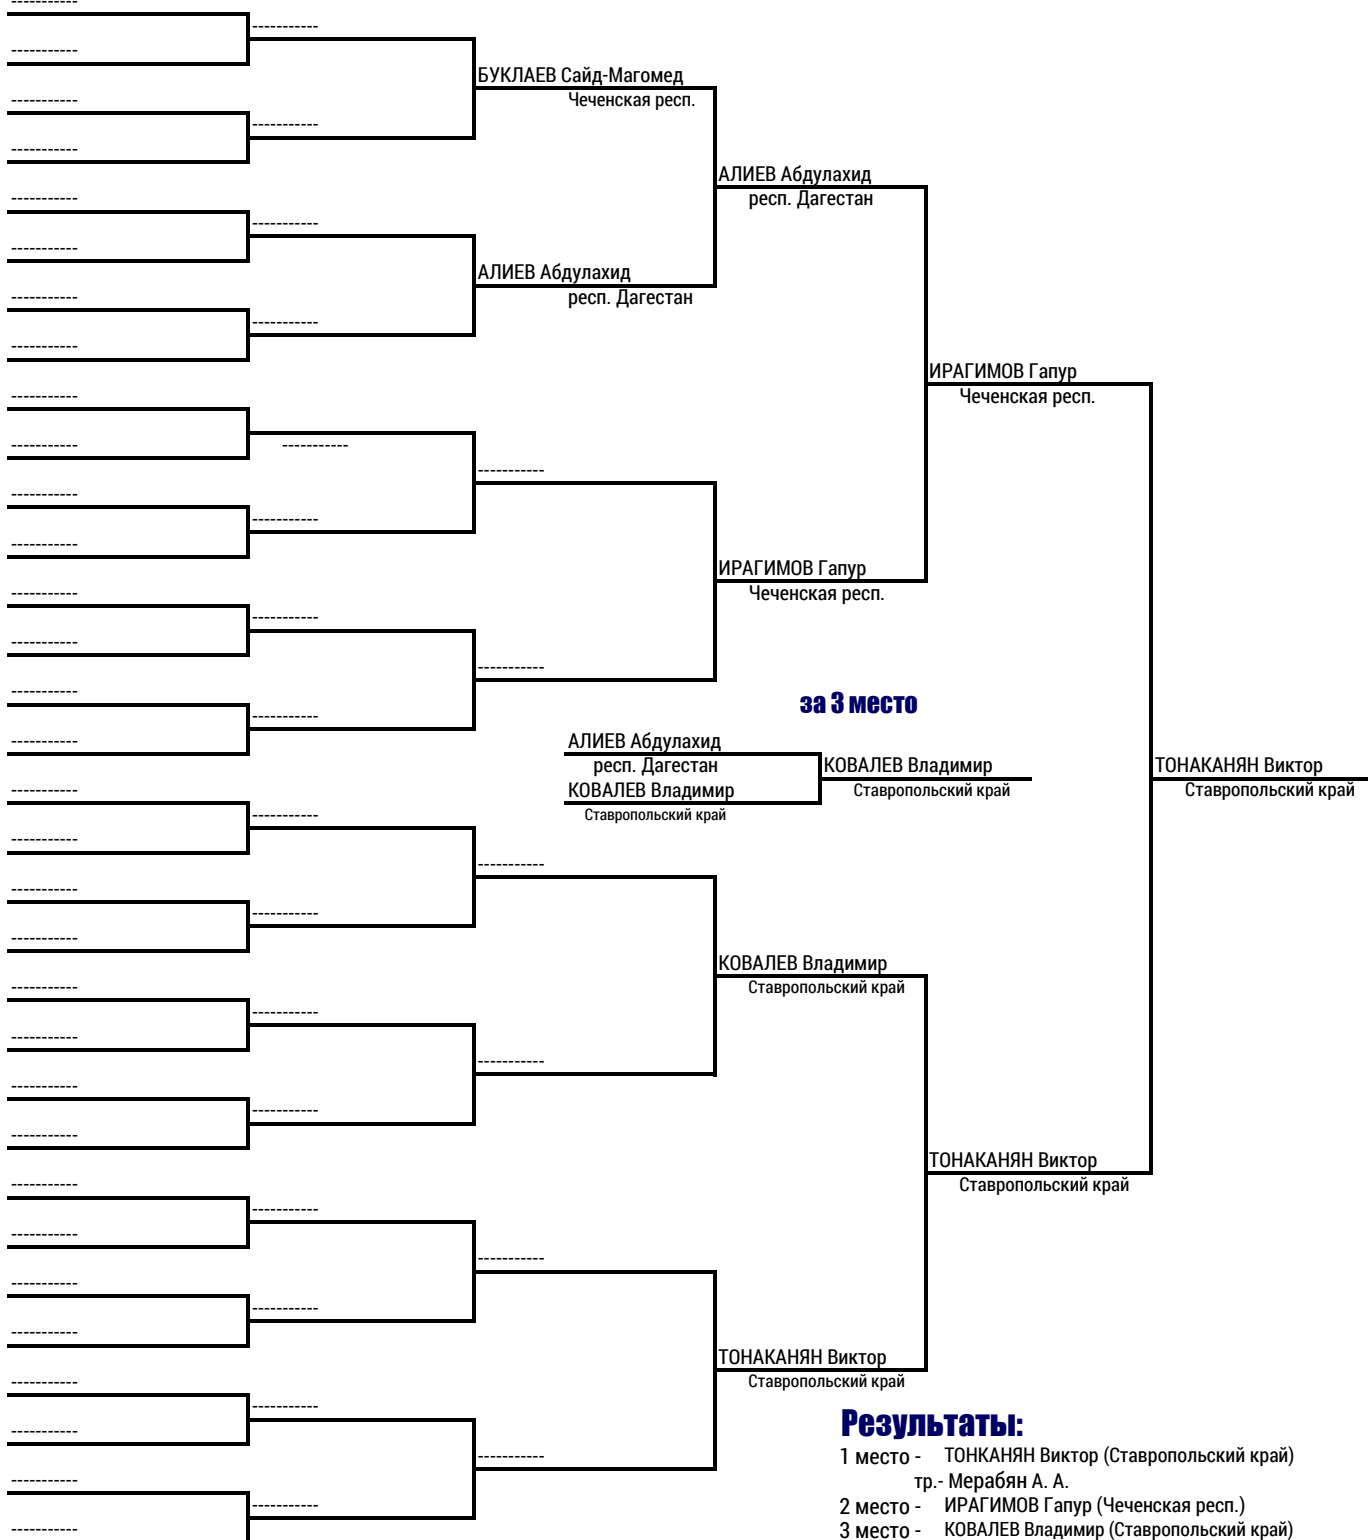 -----------
-----------
-----------
БУКЛАЕВ Сайд-Магомед
-----------
Чеченская респ.
-----------
-----------
АЛИЕВ Абдулахид
-----------
респ. Дагестан
-----------
-----------
АЛИЕВ Абдулахид
-----------
респ. Дагестан
-----------
-----------
ИРАГИМОВ Гапур
-----------
Чеченская респ.
-----------
-----------
-----------
-----------
-----------
-----------
ИРАГИМОВ Гапур
-----------
Чеченская респ.
-----------
-----------
-----------
-----------
за 3 место
-----------
-----------
АЛИЕВ Абдулахид
респ. Дагестан
КОВАЛЕВ Владимир
Ставропольский край
КОВАЛЕВ Владимир
Ставропольский край
ТОНАКАНЯН Виктор
Ставропольский край
-----------
-----------
-----------
-----------
-----------
-----------
-----------
КОВАЛЕВ Владимир
Ставропольский край
-----------
-----------
-----------
-----------
-----------
-----------
-----------
ТОНАКАНЯН Виктор
Ставропольский край
-----------
-----------
-----------
-----------
-----------
-----------
-----------
ТОНАКАНЯН Виктор
Ставропольский край
-----------
-----------
-----------
-----------
-----------
-----------
-----------
Результаты:
1 место - ТОНКАНЯН Виктор (Ставропольский край)
тр.- Мерабян А. А.
2 место - ИРАГИМОВ Гапур (Чеченская респ.)
3 место - КОВАЛЕВ Владимир (Ставропольский край)